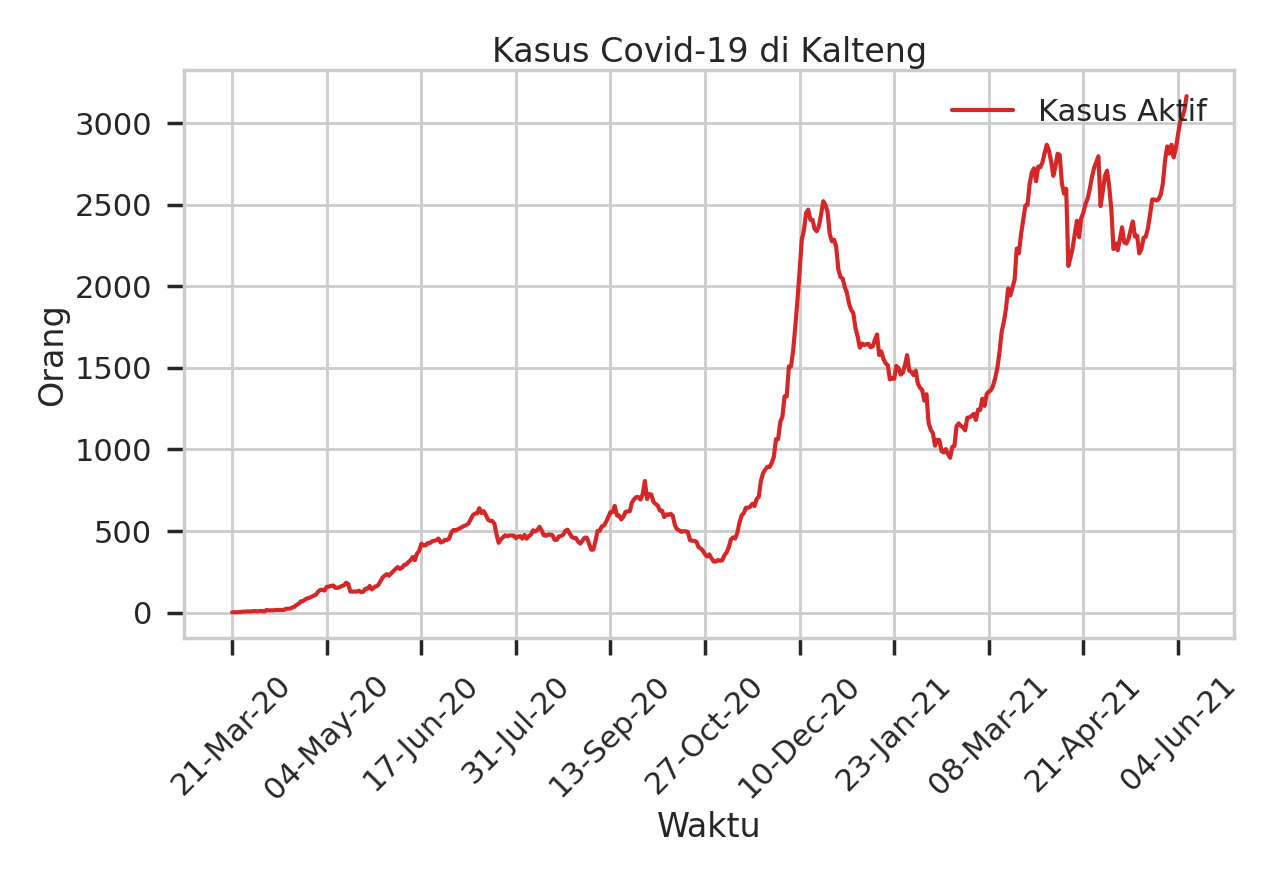 Kasus Covid-19 di Kalteng
Kasus Aktif
Orang
3000
2500
2000
1500
1000
500
0
21-Mar-20
04-May-20
17-Jun-20
31-Jul-20
13-Sep-20
27-Oct-20
10-Dec-20
23-Jan-21
08-Mar-21
21-Apr-21
04-Jun-21
Waktu